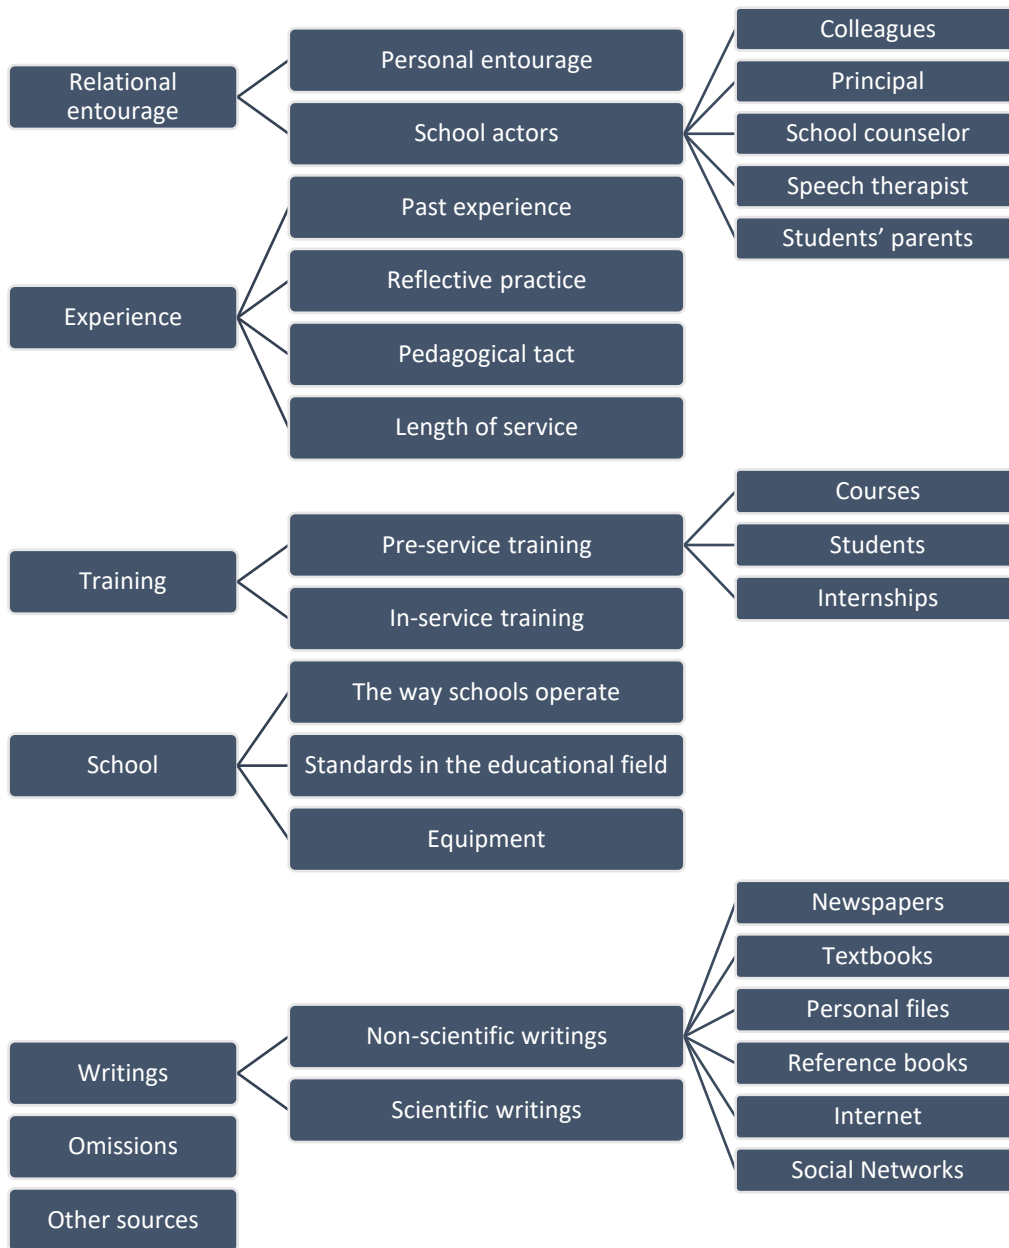 Relational
entourage
Personal entourage
School actors
Colleagues
Principal
School counselor
Speech therapist
Students’ parents
Experience
Past experience
Reflective practice
Pedagogical tact
Length of service
Training
Pre-service training
In-service training
Courses
Students
Internships
School
The way schools operate
Standards in the educational field
Equipment
Writings
Non-scientific writings
Scientific writings
Newspapers
Textbooks
Personal files
Reference books
Internet
Social Networks
Omissions
Other sources